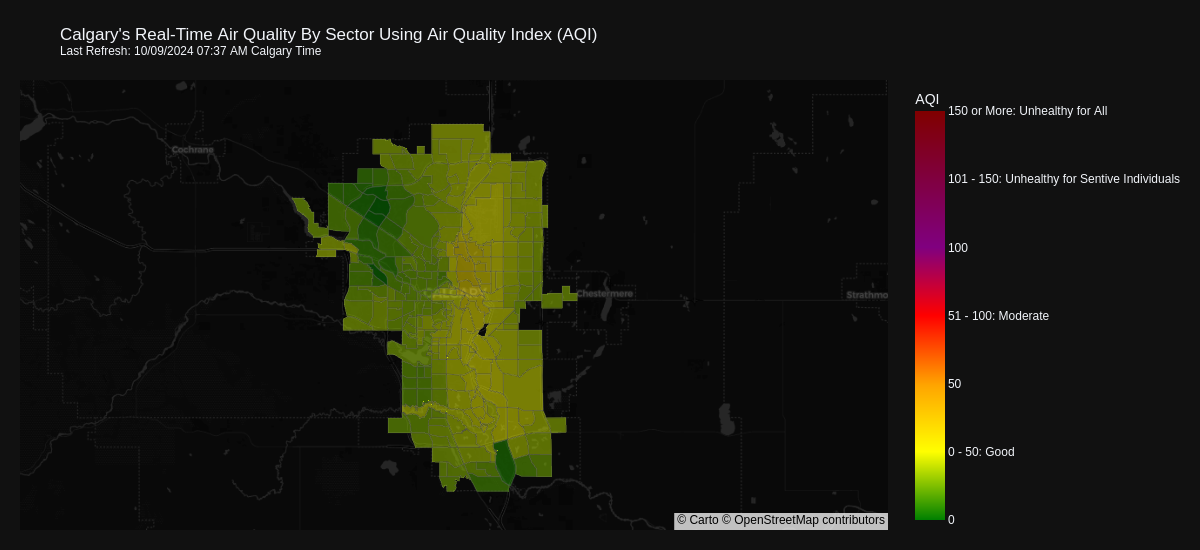 Calgary's Real-Time Air Quality By Sector Using Air Quality Index (AQI)
Last Refresh: 10/09/2024 07:37 AM Calgary Time
AQI
150 or More: Unhealthy for All
Cochrane
101 - 150: Unhealthy for Sentive Individuals
100
Chestermere
Strathmo
51 - 100: Moderate
50
0 - 50: Good
0
© Carto © OpenStreetMap contributors